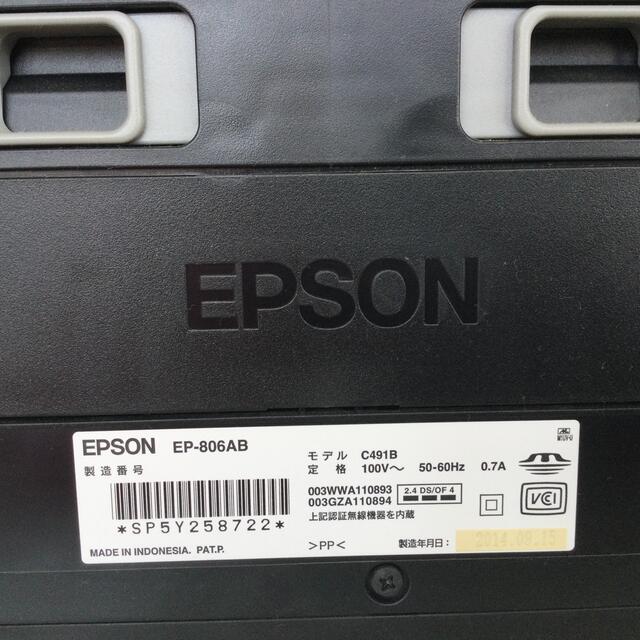 EPSON
EPSON EP-806AB
モデル C491B
製造番号
定格 100V～ 50-60Hz 0.7A
003WWA110893
003GZA110894
2.4 DS/OF 4
上記認証無線機器を内蔵
*SP5Y258722*
VCI
MADE IN INDONESIA. PAT.P.
>PP<
製造年月日: 2014.09.15